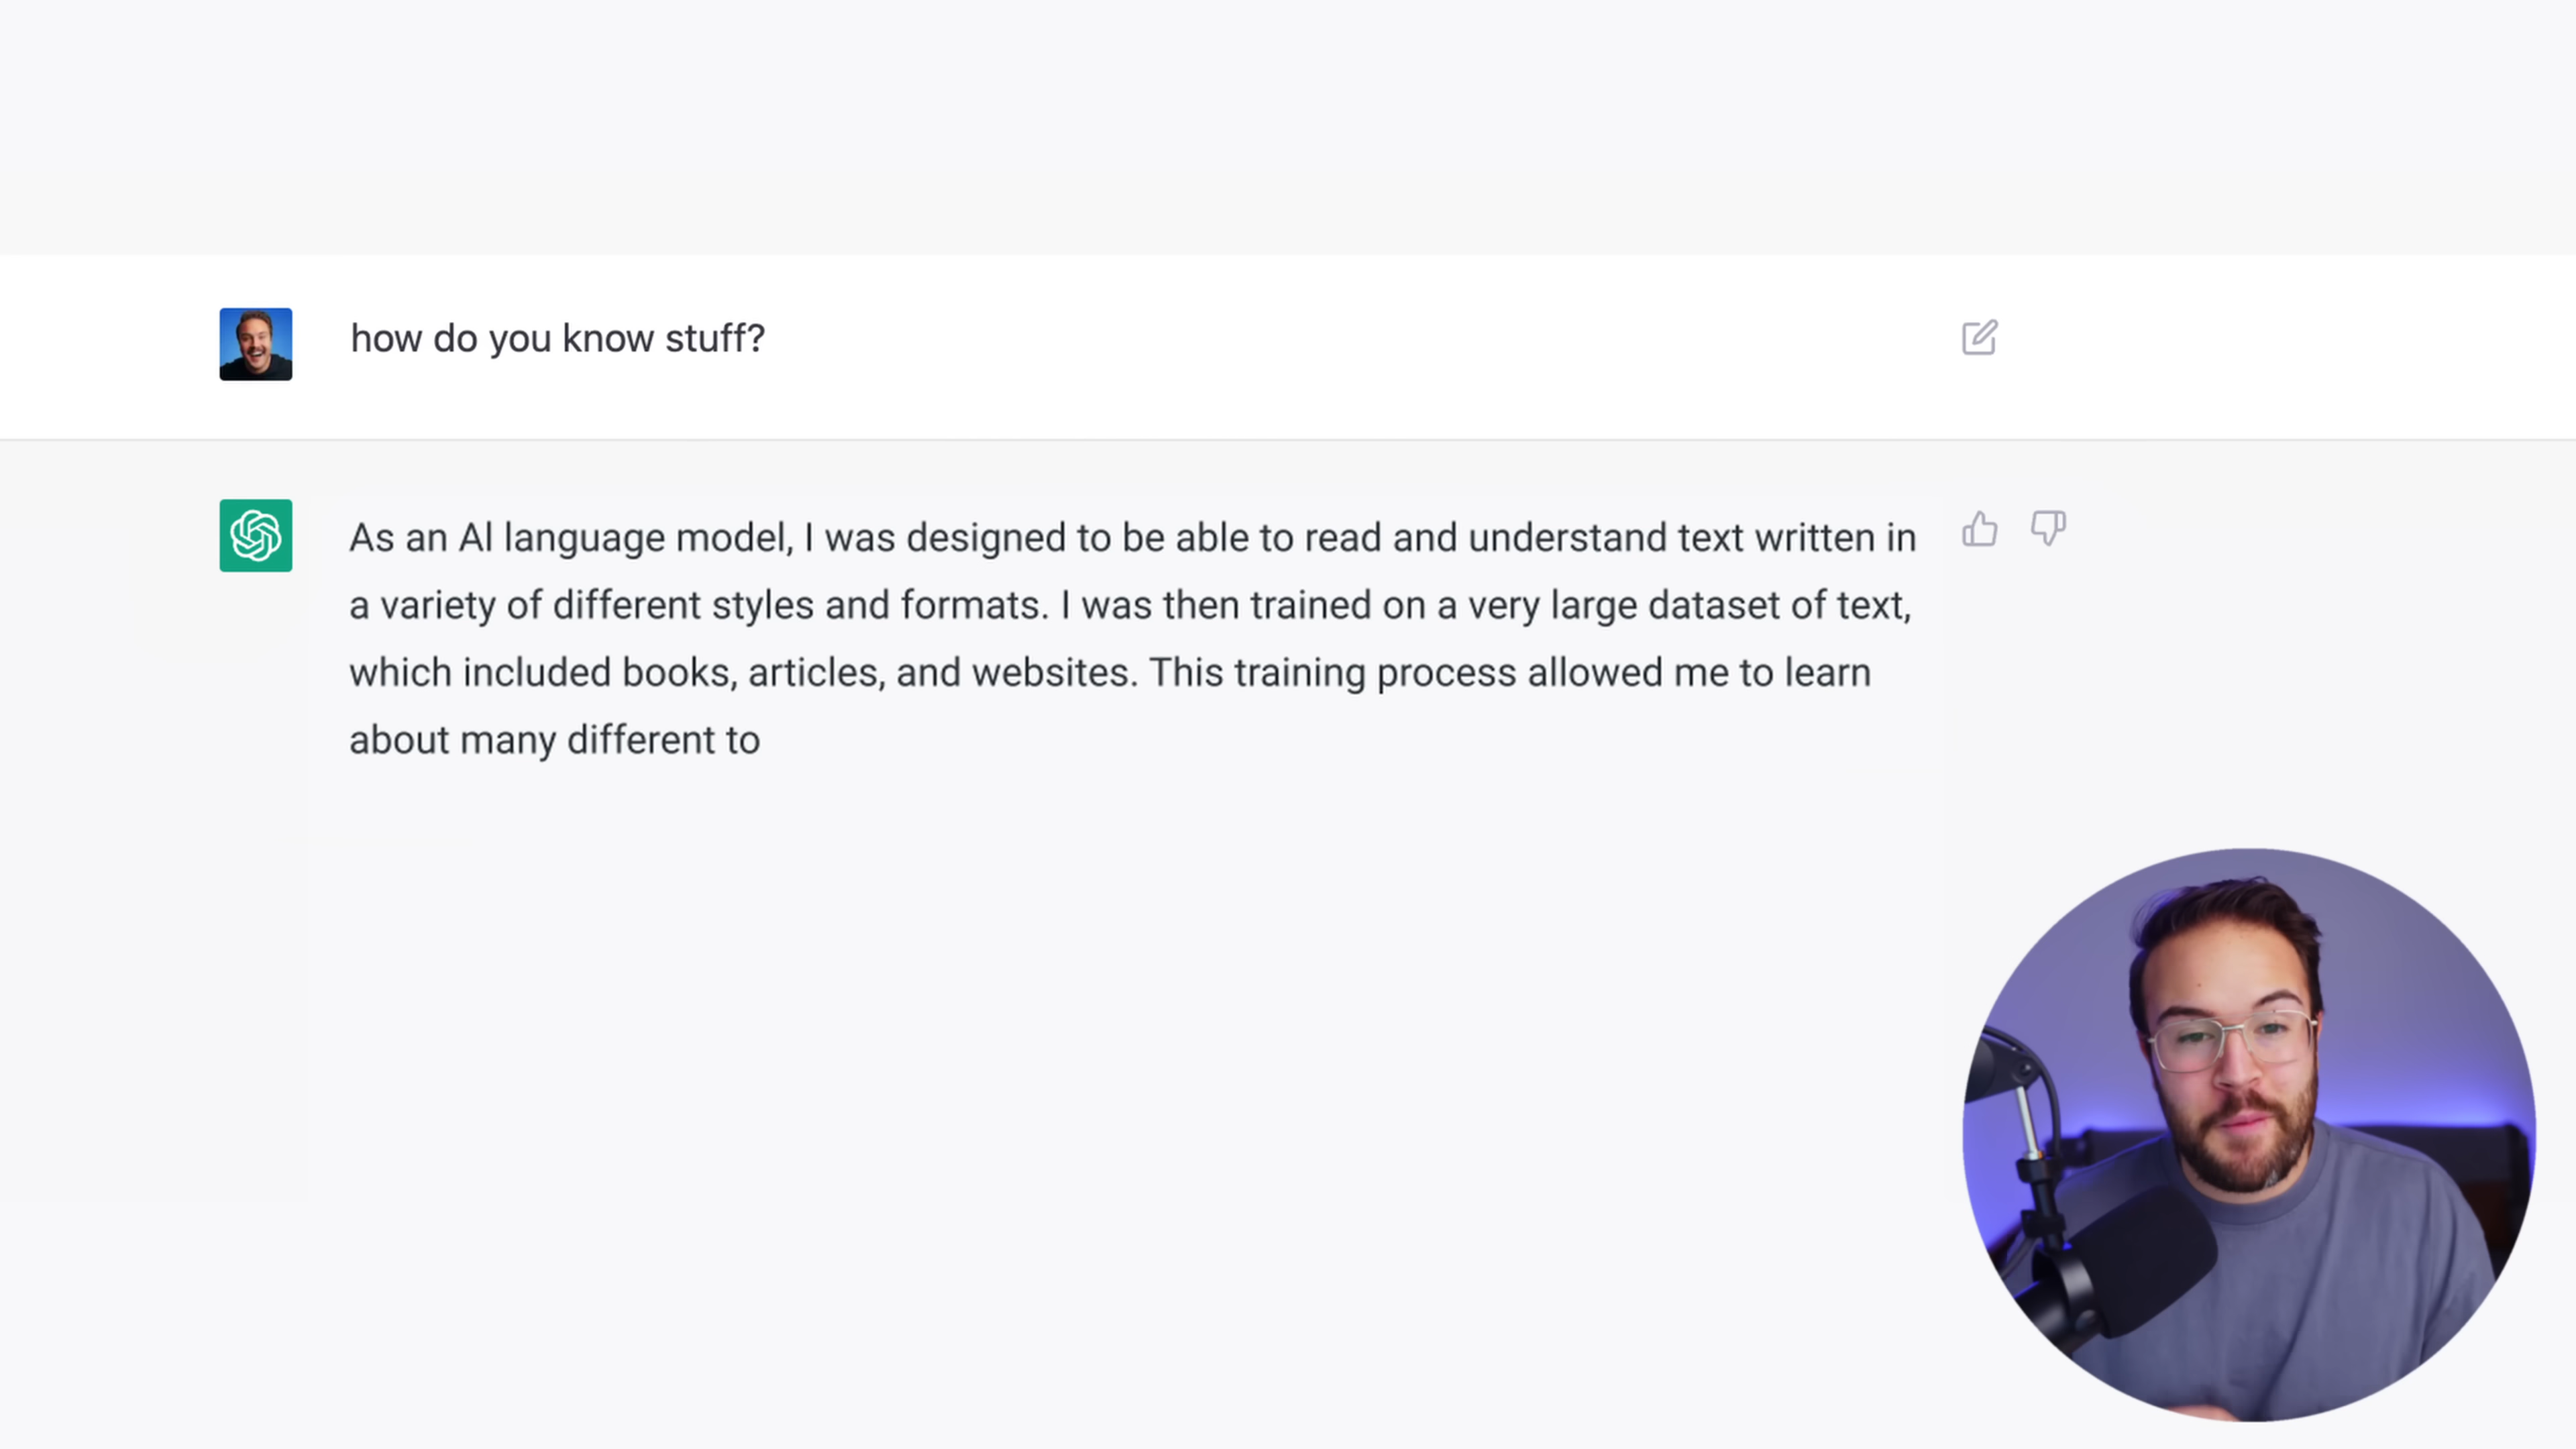 how do you know stuff?
As an AI language model, I was designed to be able to read and understand text written in
a variety of different styles and formats. I was then trained on a very large dataset of text,
which included books, articles, and websites. This training process allowed me to learn
about many different to